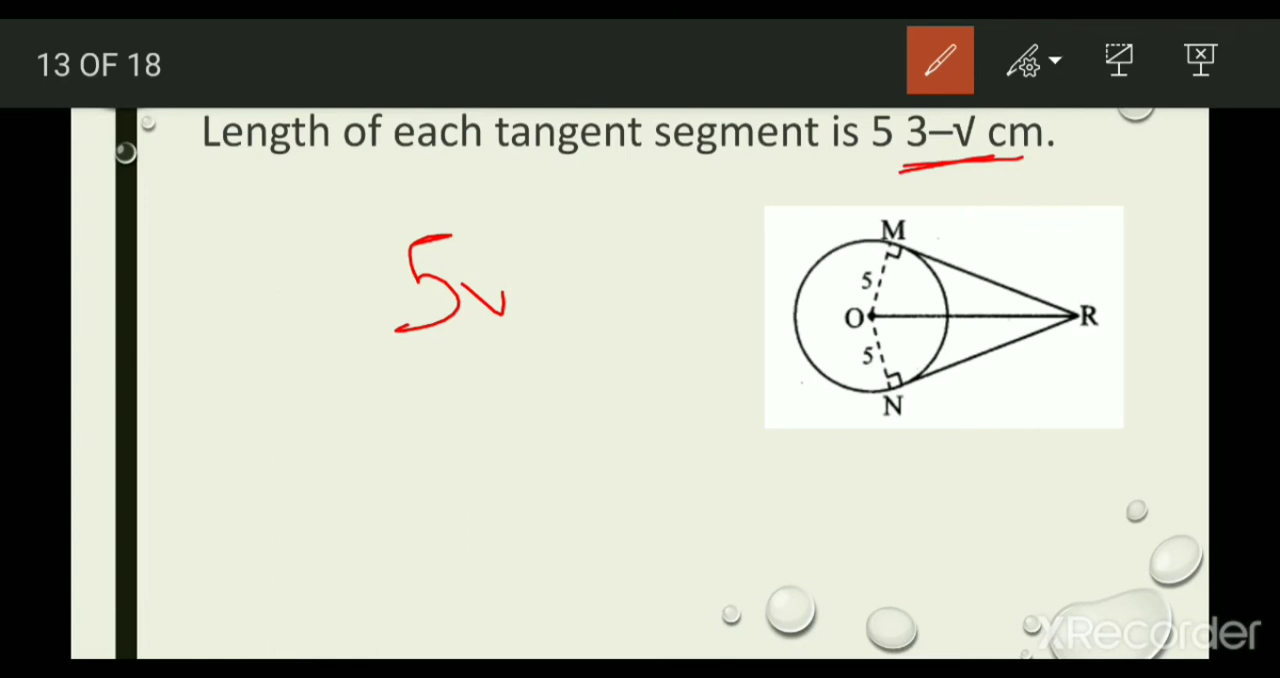 13 OF 18
Length of each tangent segment is 5 3–√ cm.
5√
M
5
O
R
5
N
XRecorder